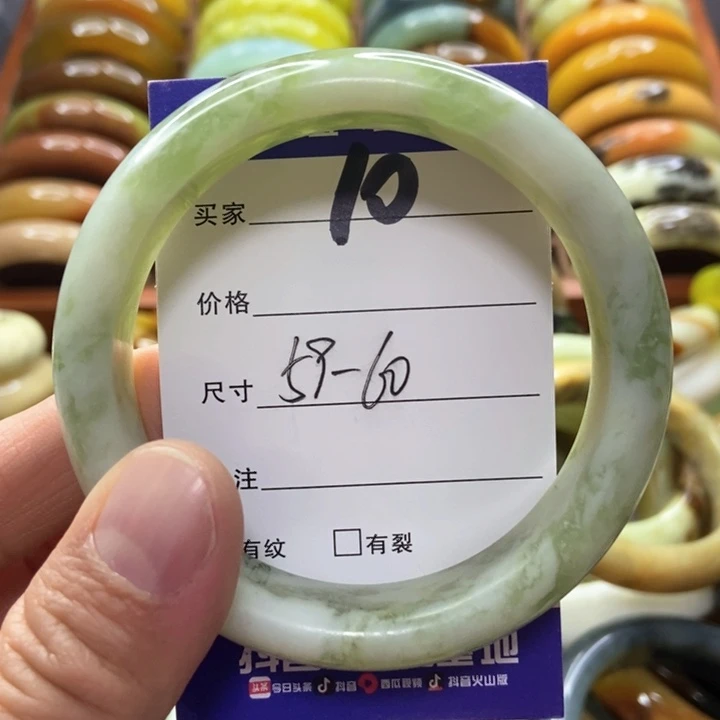 买家 10
价格
尺寸 59-60
注
有纹 □有裂
今日头条 抖音 西瓜视频 抖音火山版